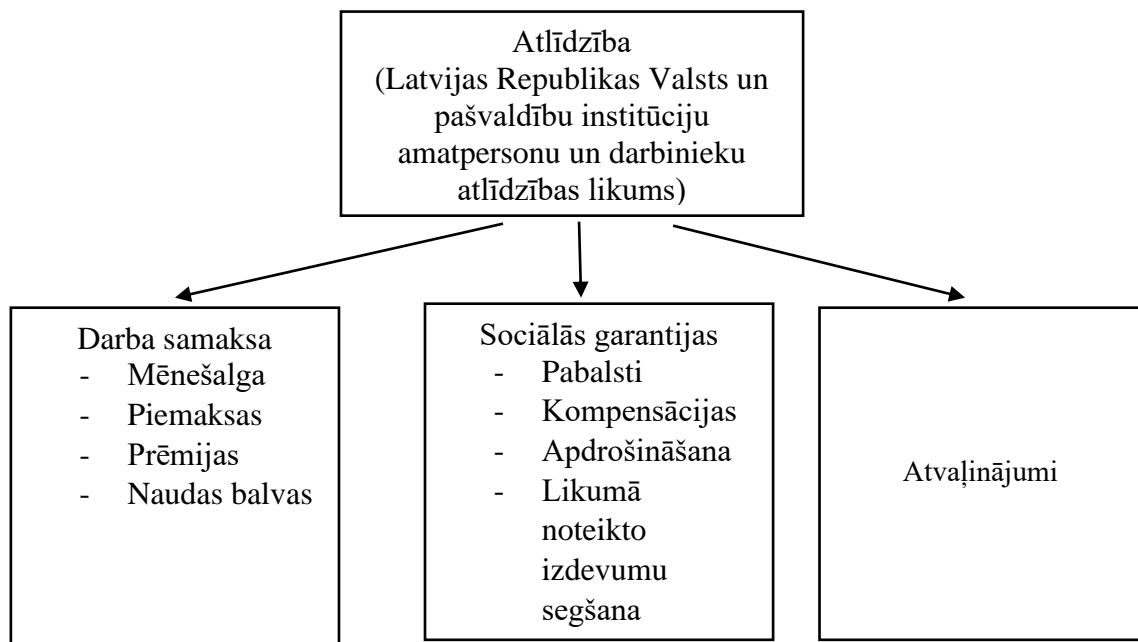 Atlīdzība
(Latvijas Republikas Valsts un
pašvaldību institūciju
amatpersonu un darbinieku
atlīdzības likums)
Darba samaksa
- Mēnešalga
- Piemaksas
- Prēmijas
- Naudas balvas
Sociālās garantijas
- Pabalsti
- Kompensācijas
- Apdrošināšana
- Likumā
noteikto
izdevumu
segšana
Atvaļinājumi